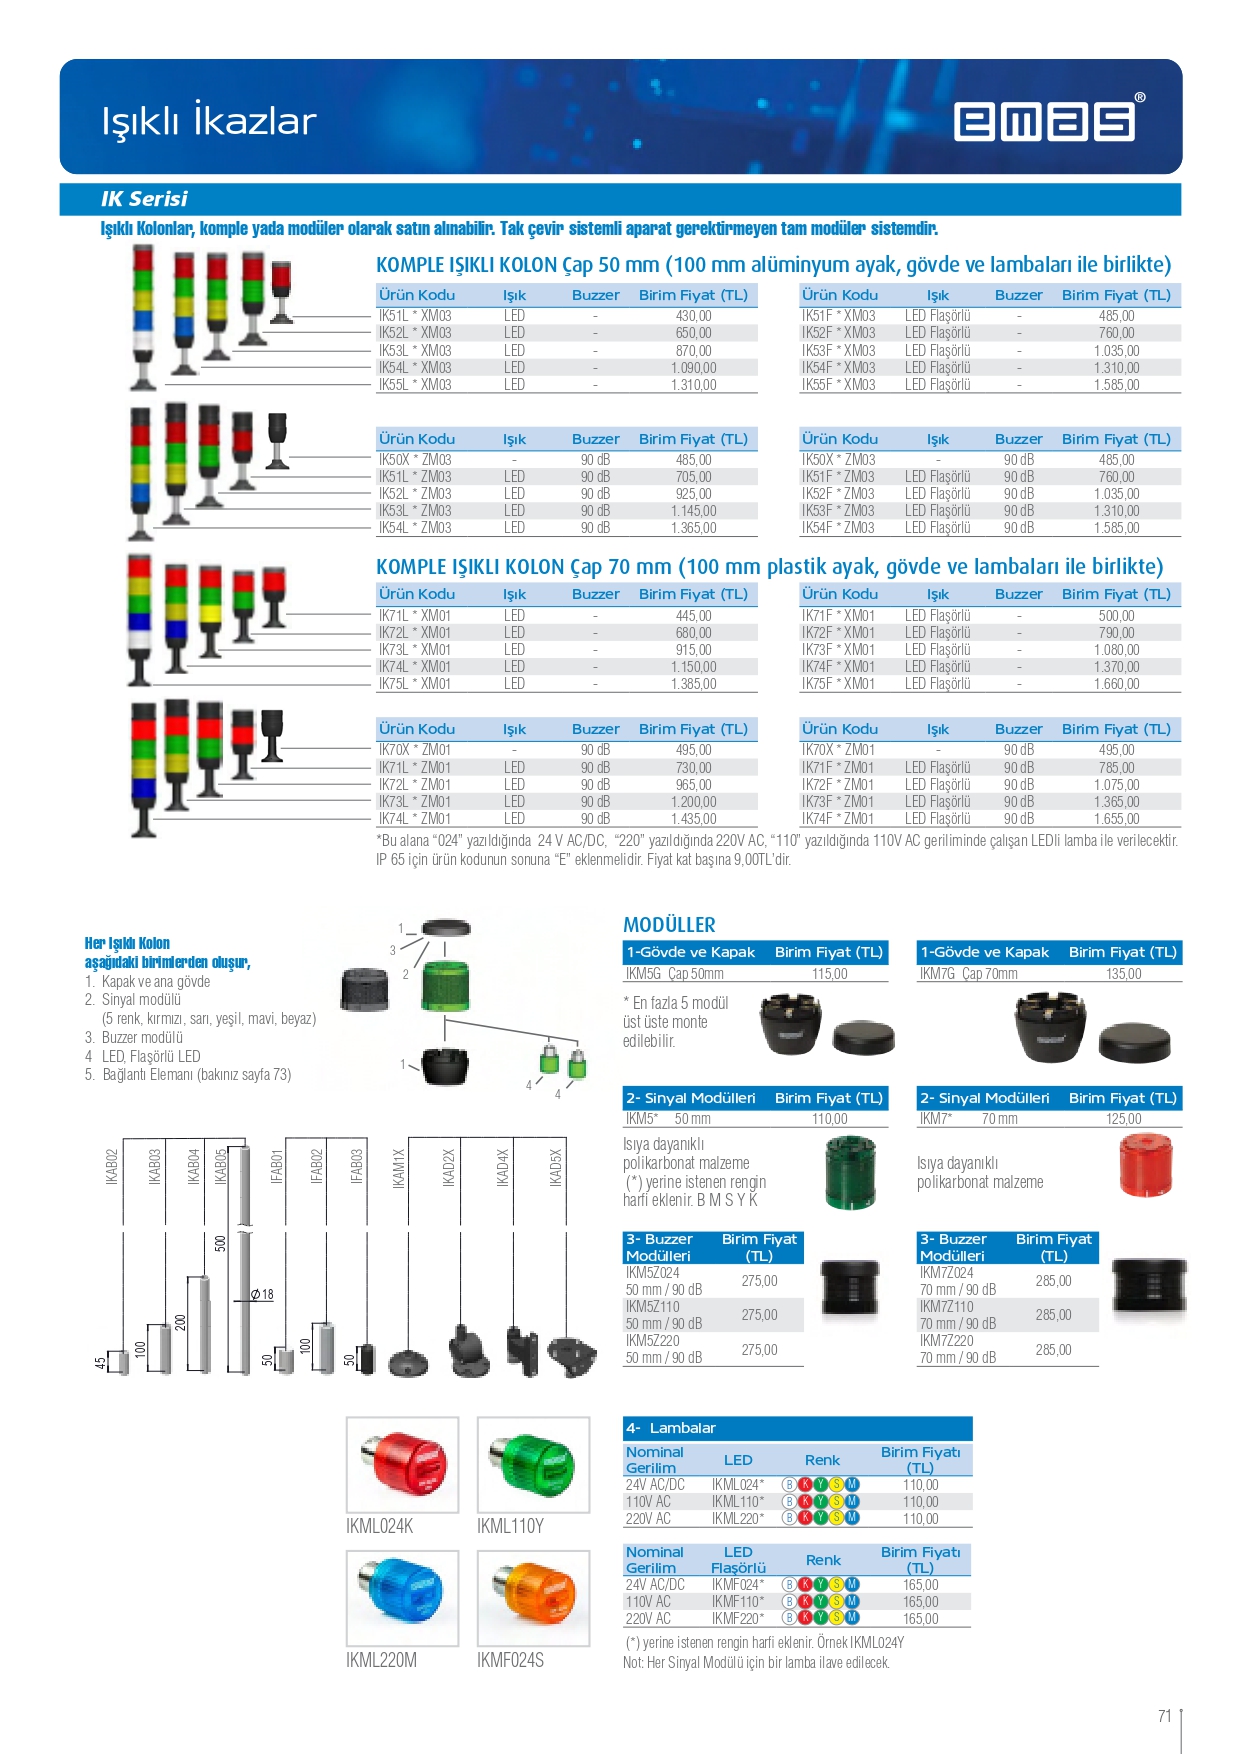 Işıklı İkazlar
emas®
IK Serisi
Işıklı Kolonlar, komple yada modüler olarak satın alınabilir. Tak çevir sistemli aparat gerektirmeyen tam modüler sistemdir.
KOMPLE IŞIKLI KOLON Çap 50 mm (100 mm alüminyum ayak, gövde ve lambaları ile birlikte)
Ürün Kodu Işık Buzzer Birim Fiyat (TL)
IK51L * XM03 LED - 430,00
IK52L * XM03 LED - 650,00
IK53L * XM03 LED - 870,00
IK54L * XM03 LED - 1.090,00
IK55L * XM03 LED - 1.310,00
Ürün Kodu Işık Buzzer Birim Fiyat (TL)
IK51F * XM03 LED Flaşörlü - 485,00
IK52F * XM03 LED Flaşörlü - 760,00
IK53F * XM03 LED Flaşörlü - 1.035,00
IK54F * XM03 LED Flaşörlü - 1.310,00
IK55F * XM03 LED Flaşörlü - 1.585,00
Ürün Kodu Işık Buzzer Birim Fiyat (TL)
IK50X * ZM03 - 90 dB 485,00
IK51L * ZM03 LED 90 dB 705,00
IK52L * ZM03 LED 90 dB 925,00
IK53L * ZM03 LED 90 dB 1.145,00
IK54L * ZM03 LED 90 dB 1.365,00
Ürün Kodu Işık Buzzer Birim Fiyat (TL)
IK50X * ZM03 - 90 dB 485,00
IK51F * ZM03 LED Flaşörlü 90 dB 760,00
IK52F * ZM03 LED Flaşörlü 90 dB 1.035,00
IK53F * ZM03 LED Flaşörlü 90 dB 1.310,00
IK54F * ZM03 LED Flaşörlü 90 dB 1.585,00
KOMPLE IŞIKLI KOLON Çap 70 mm (100 mm plastik ayak, gövde ve lambaları ile birlikte)
Ürün Kodu Işık Buzzer Birim Fiyat (TL)
IK71L * XM01 LED - 445,00
IK72L * XM01 LED - 680,00
IK73L * XM01 LED - 915,00
IK74L * XM01 LED - 1.150,00
IK75L * XM01 LED - 1.385,00
Ürün Kodu Işık Buzzer Birim Fiyat (TL)
IK71F * XM01 LED Flaşörlü - 500,00
IK72F * XM01 LED Flaşörlü - 790,00
IK73F * XM01 LED Flaşörlü - 1.080,00
IK74F * XM01 LED Flaşörlü - 1.370,00
IK75F * XM01 LED Flaşörlü - 1.660,00
Ürün Kodu Işık Buzzer Birim Fiyat (TL)
IK70X * ZM01 - 90 dB 495,00
IK71L * ZM01 LED 90 dB 730,00
IK72L * ZM01 LED 90 dB 965,00
IK73L * ZM01 LED 90 dB 1.200,00
IK74L * ZM01 LED 90 dB 1.435,00
Ürün Kodu Işık Buzzer Birim Fiyat (TL)
IK70X * ZM01 - 90 dB 495,00
IK71F * ZM01 LED Flaşörlü 90 dB 785,00
IK72F * ZM01 LED Flaşörlü 90 dB 1.075,00
IK73F * ZM01 LED Flaşörlü 90 dB 1.365,00
IK74F * ZM01 LED Flaşörlü 90 dB 1.655,00
*Bu alana “024” yazıldığında 24 V AC/DC, “220” yazıldığında 220V AC, “110” yazıldığında 110V AC geriliminde çalışan LEDli lamba ile verilecektir.
IP 65 için ürün kodunun sonuna “E” eklenmelidir. Fiyat kat başına 9,00TL'dir.
Her Işıklı Kolon
aşağıdaki birimlerden oluşur,
1. Kapak ve ana gövde
2. Sinyal modülü
(5 renk, kırmızı, sarı, yeşil, mavi, beyaz)
3. Buzzer modülü
4 LED, Flaşörlü LED
5. Bağlantı Elemanı (bakınız sayfa 73)
1
3
2
1
4
4
MODÜLLER
1-Gövde ve Kapak Birim Fiyat (TL)
IKM5G Çap 50mm 115,00
* En fazla 5 modül
üst üste monte
edilebilir.
1-Gövde ve Kapak Birim Fiyat (TL)
IKM7G Çap 70mm 135,00
2- Sinyal Modülleri Birim Fiyat (TL)
IKM5* 50 mm 110,00
Isıya dayanıklı
polikarbonat malzeme
(*) yerine istenen rengin
harfi eklenir. B M S Y K
2- Sinyal Modülleri Birim Fiyat (TL)
IKM7* 70 mm 125,00
Isıya dayanıklı
polikarbonat malzeme
3- Buzzer Modülleri Birim Fiyat (TL)
IKM5Z024
50 mm / 90 dB 275,00
IKM5Z110
50 mm / 90 dB 275,00
IKM5Z220
50 mm / 90 dB 275,00
3- Buzzer Modülleri Birim Fiyat (TL)
IKM7Z024
70 mm / 90 dB 285,00
IKM7Z110
70 mm / 90 dB 285,00
IKM7Z220
70 mm / 90 dB 285,00
IKAB02
IKAB03
IKAB04
IKAB05
IFAB01
IFAB02
IFAB03
IKAM1X
IKAD2X
IKAD4X
IKAD5X
45
100
200
500
Ø18
50
100
50
IKML024K
IKML110Y
IKML220M
IKMF024S
4- Lambalar
Nominal Gerilim LED Renk Birim Fiyatı (TL)
24V AC/DC IKML024* B K Y S M 110,00
110V AC IKML110* B K Y S M 110,00
220V AC IKML220* B K Y S M 110,00
Nominal Gerilim LED Flaşörlü Renk Birim Fiyatı (TL)
24V AC/DC IKMF024* B K Y S M 165,00
110V AC IKMF110* B K Y S M 165,00
220V AC IKMF220* B K Y S M 165,00
(*) yerine istenen rengin harfi eklenir. Örnek IKML024Y
Not: Her Sinyal Modülü için bir lamba ilave edilecek.
71